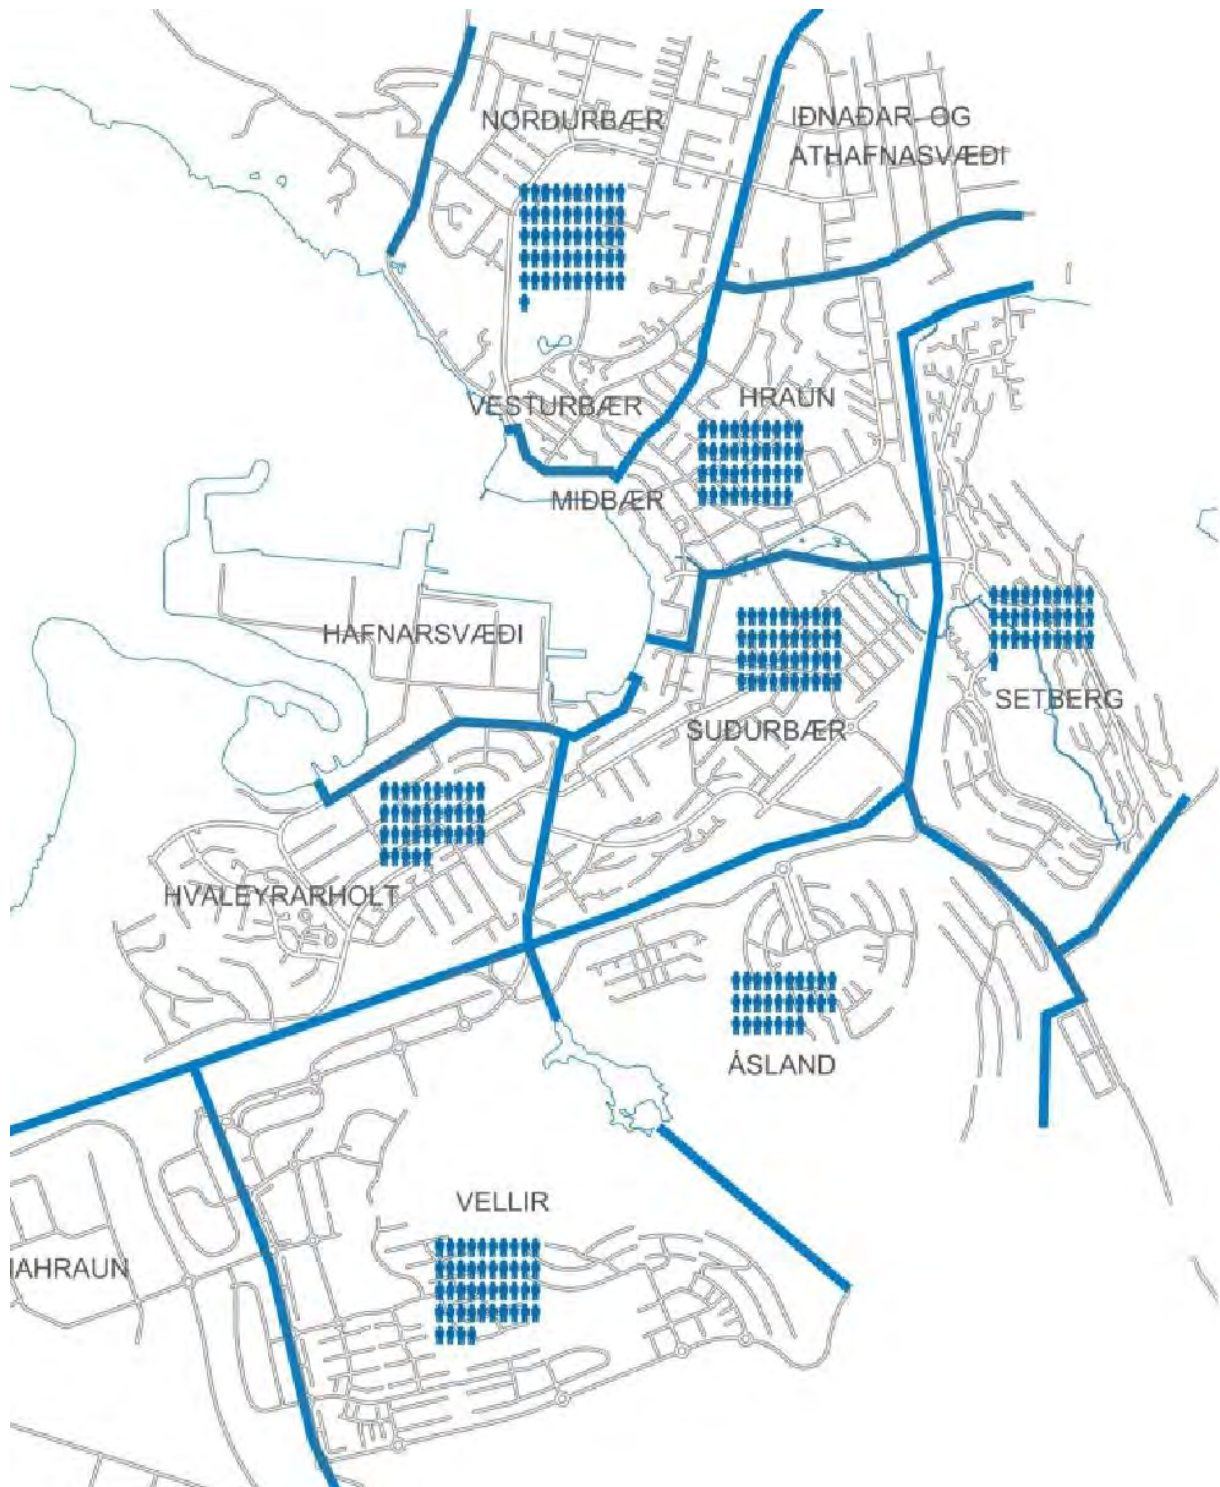 NORÐURBÆR
IÐNAÐAR- OG
ATHAFNASVÆÐI
VESTURBÆR
HRAUN
MIÐBÆR
HAFNARSVÆÐI
SETBERG
SUÐURBÆR
HVALEYRARHOLT
ÁSLAND
VELLIR
AHRAUN